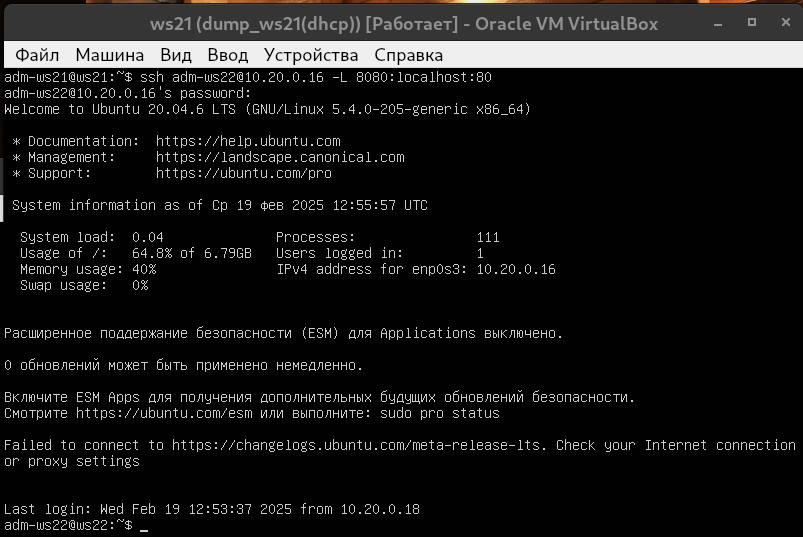 ws21 (dump_ws21(dhcp)) [Работает] - Oracle VM VirtualBox
Файл Машина Вид Ввод Устройства Справка
adm-ws21@ws21:~$ ssh adm-ws22@10.20.0.16 -L 8080:localhost:80
adm-ws22@10.20.0.16's password:
Welcome to Ubuntu 20.04.6 LTS (GNU/Linux 5.4.0-205-generic x86_64)
* Documentation: https://help.ubuntu.com
* Management: https://landscape.canonical.com
* Support: https://ubuntu.com/pro
System information as of Ср 19 фев 2025 12:55:57 UTC
System load: 0.04 Processes: 111
Usage of /: 64.8% of 6.79GB Users logged in: 1
Memory usage: 40% IPv4 address for enp0s3: 10.20.0.16
Swap usage: 0%
Расширенное поддержание безопасности (ESM) для Applications выключено.
0 обновлений может быть применено немедленно.
Включите ESM Apps для получения дополнительных будущих обновлений безопасности.
Смотрите https://ubuntu.com/esm или выполните: sudo pro status
Failed to connect to https://changelogs.ubuntu.com/meta-release-lts. Check your Internet connection
or proxy settings
Last login: Wed Feb 19 12:53:37 2025 from 10.20.0.18
adm-ws22@ws22:~$ _